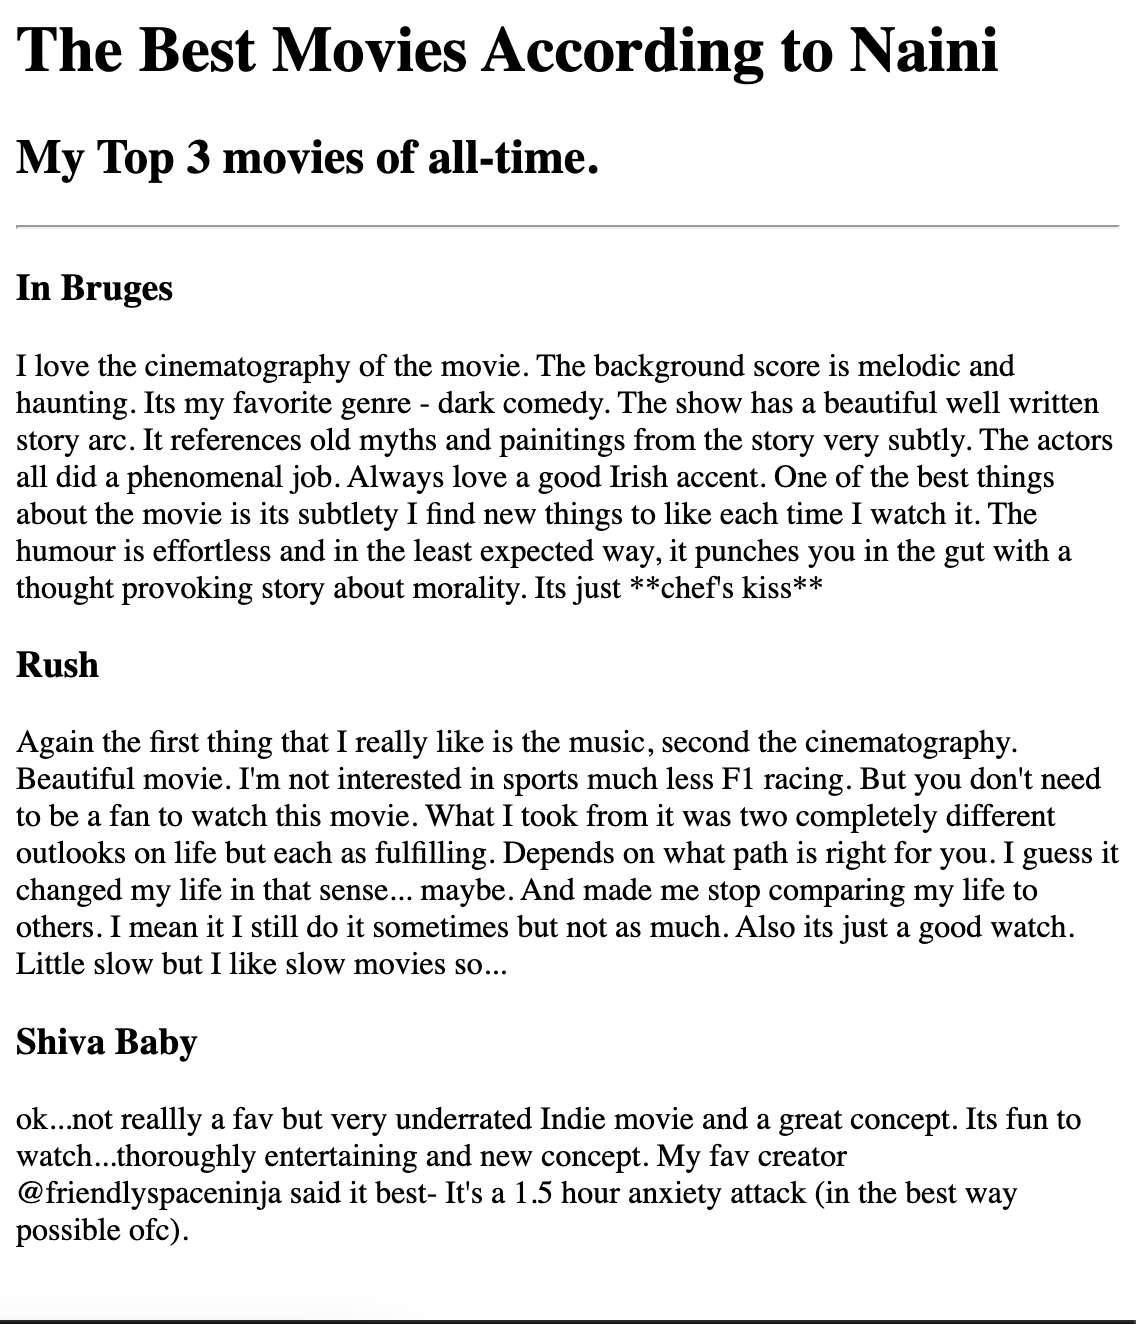 The Best Movies According to Naini
My Top 3 movies of all-time.
In Bruges
I love the cinematography of the movie. The background score is melodic and
haunting. Its my favorite genre - dark comedy. The show has a beautiful well written
story arc. It references old myths and painitings from the story very subtly. The actors
all did a phenomenal job. Always love a good Irish accent. One of the best things
about the movie is its subtlety I find new things to like each time I watch it. The
humour is effortless and in the least expected way, it punches you in the gut with a
thought provoking story about morality. Its just **chef's kiss**
Rush
Again the first thing that I really like is the music, second the cinematography.
Beautiful movie. I'm not interested in sports much less F1 racing. But you don't need
to be a fan to watch this movie. What I took from it was two completely different
outlooks on life but each as fulfilling. Depends on what path is right for you. I guess it
changed my life in that sense... maybe. And made me stop comparing my life to
others. I mean it I still do it sometimes but not as much. Also its just a good watch.
Little slow but I like slow movies so...
Shiva Baby
ok...not reallly a fav but very underrated Indie movie and a great concept. Its fun to
watch...thoroughly entertaining and new concept. My fav creator
@friendlyspaceninja said it best- It's a 1.5 hour anxiety attack (in the best way
possible ofc).